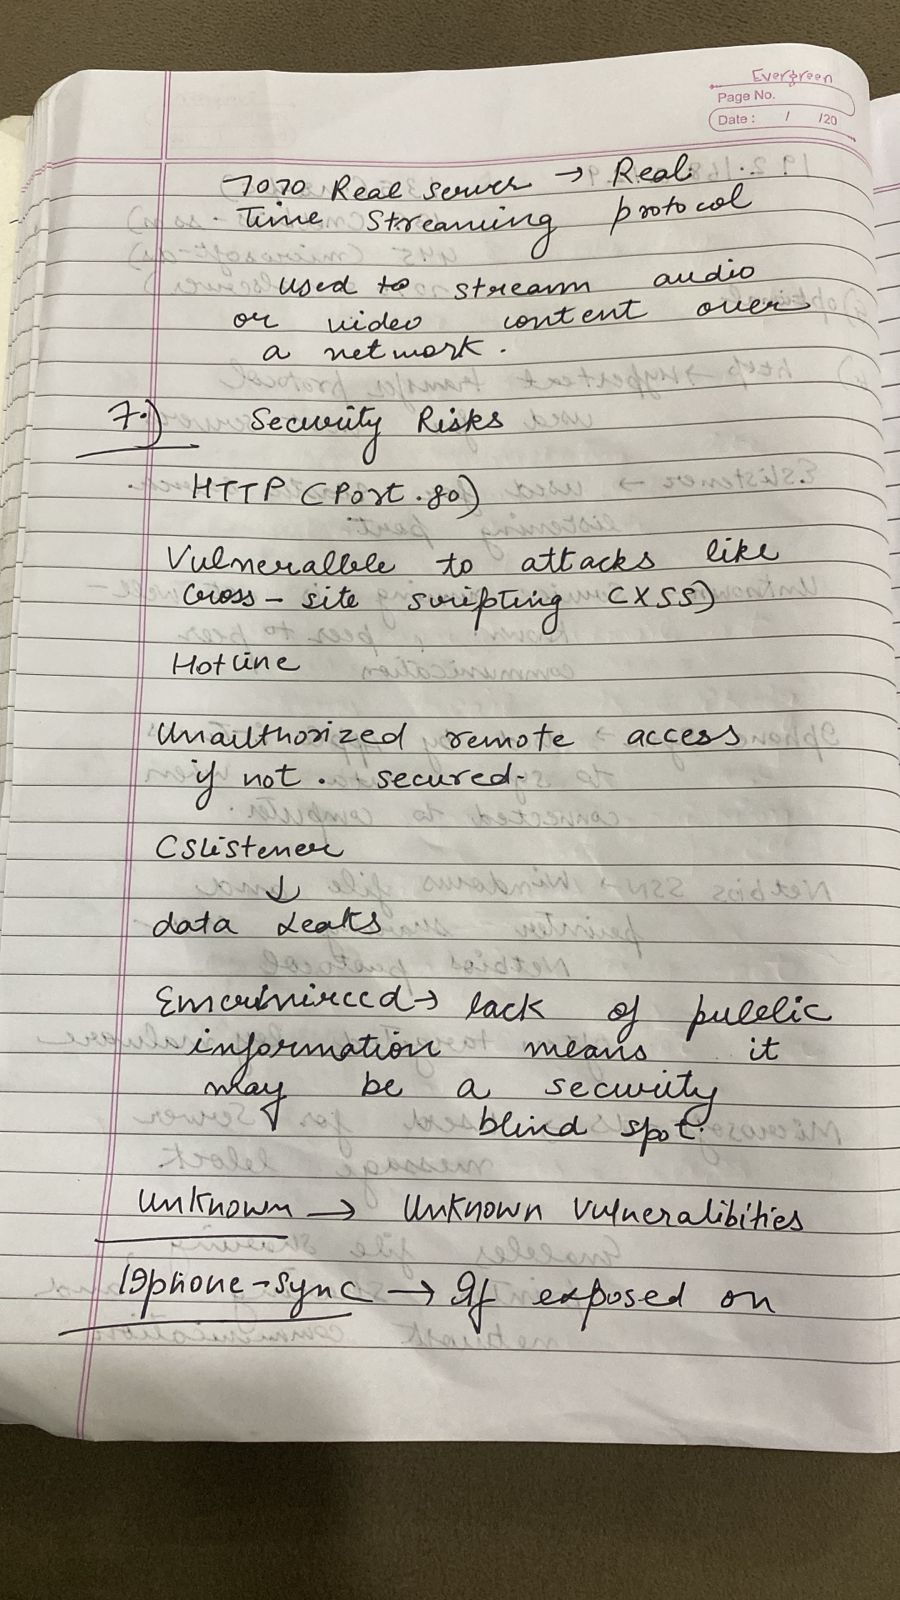 Evergreen
Page No.
Date : / /20
7070 Real Server → Real
Time Streaming protocol
used to stream audio
or video content over
a network.
7.) Security Risks
HTTP (Port.80)
Vulnerallble to attacks like
Cross-site scripting (XSS)
Hotline
Unauthorized remote access
if not. secured-
CSListener
↓
data Leaks
→ lack of public
information means it
may be a security
blind spot.
Unknown → Unknown Vulneralibities
Iphone-sync → If exposed on